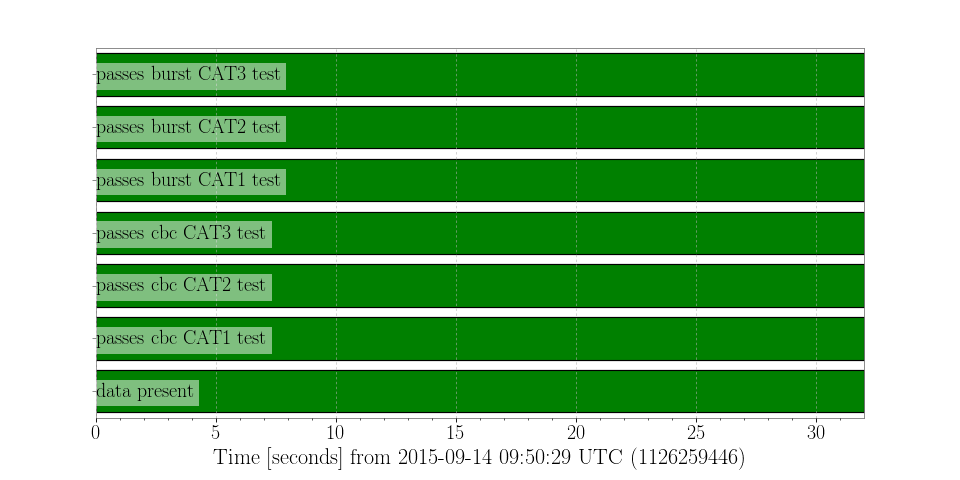 passes burst CAT3 test
passes burst CAT2 test
passes burst CAT1 test
passes cbc CAT3 test
passes cbc CAT2 test
passes cbc CAT1 test
data present
0 5 10 15 20 25 30
Time [seconds] from 2015-09-14 09:50:29 UTC (1126259446)